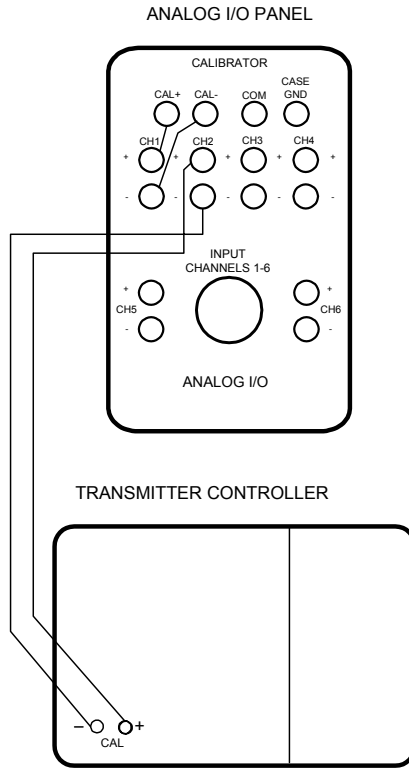 ANALOG I/O PANEL
CALIBRATOR
CAL+ CAL- COM CASE GND
CH1 CH2 CH3 CH4
+ + + + +
- - - - -
INPUT
CHANNELS 1-6
+ +
CH5 CH6
- -
ANALOG I/O
TRANSMITTER CONTROLLER
– +
CAL